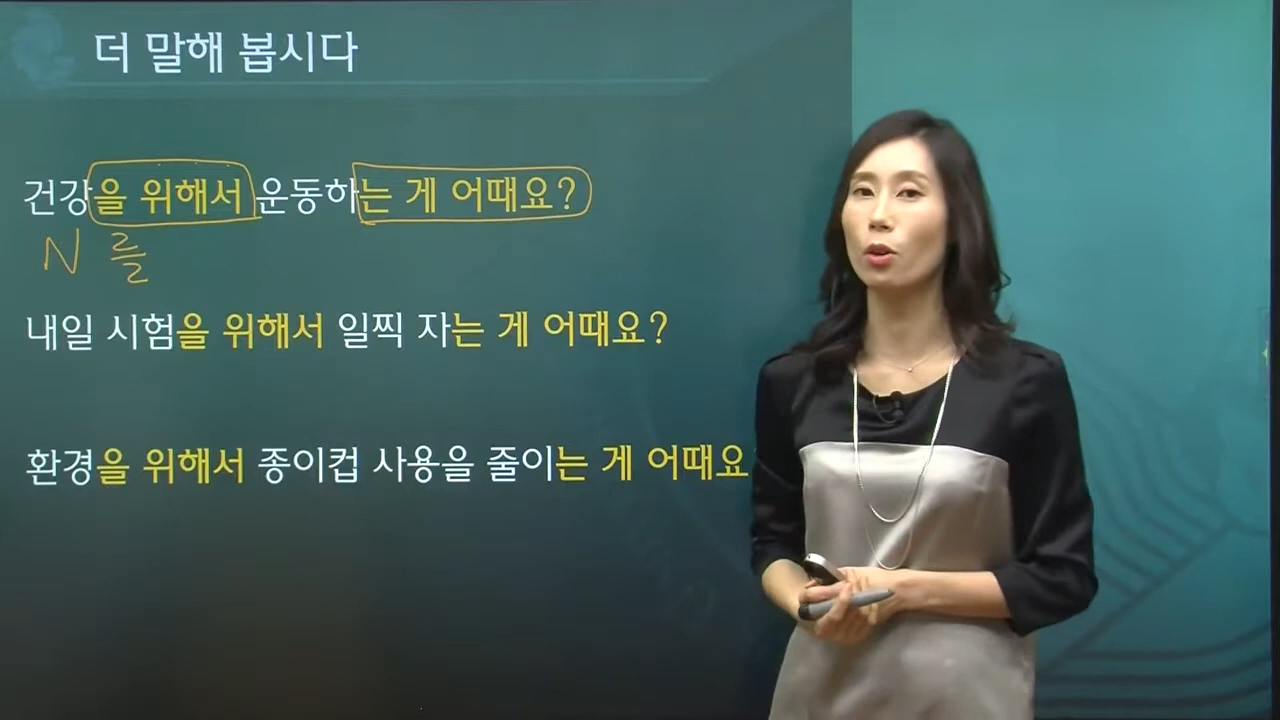 더 말해 봅시다
건강을 위해서 운동하는 게 어때요?
N 를
내일 시험을 위해서 일찍 자는 게 어때요?
환경을 위해서 종이컵 사용을 줄이는 게 어때요